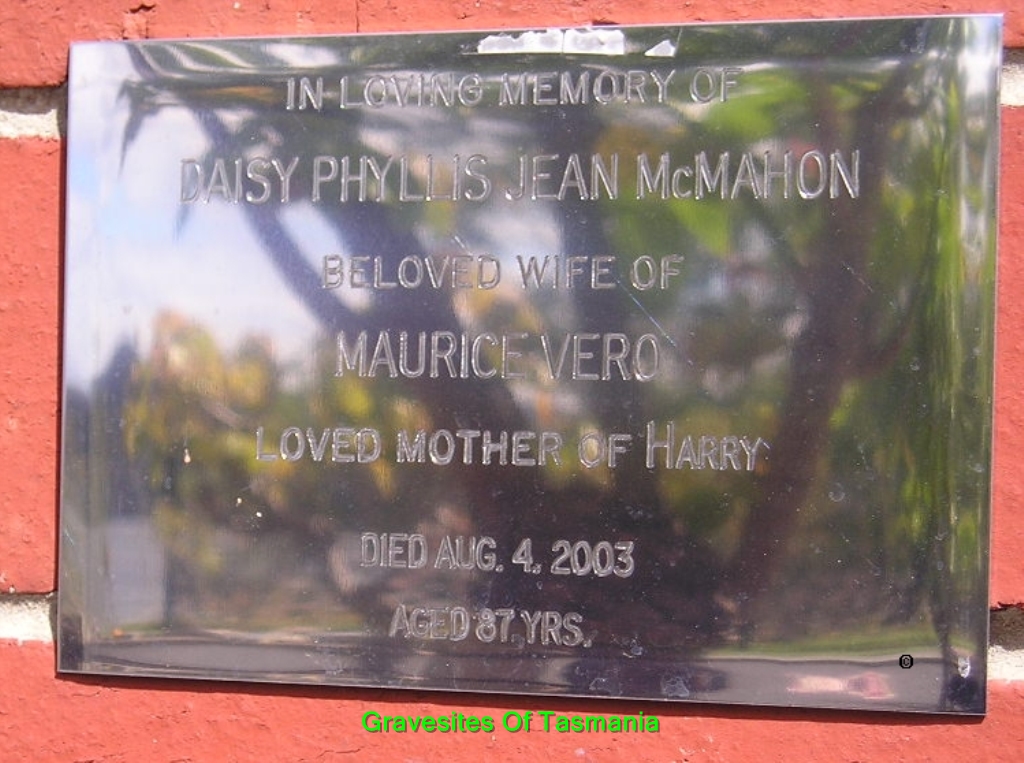 IN LOVING MEMORY OF
DAISY PHYLLIS JEAN McMAHON
BELOVED WIFE OF
MAURICE VERO
LOVED MOTHER OF HARRY
DIED AUG. 4. 2003
AGED 87 YRS.
©
Gravesites Of Tasmania